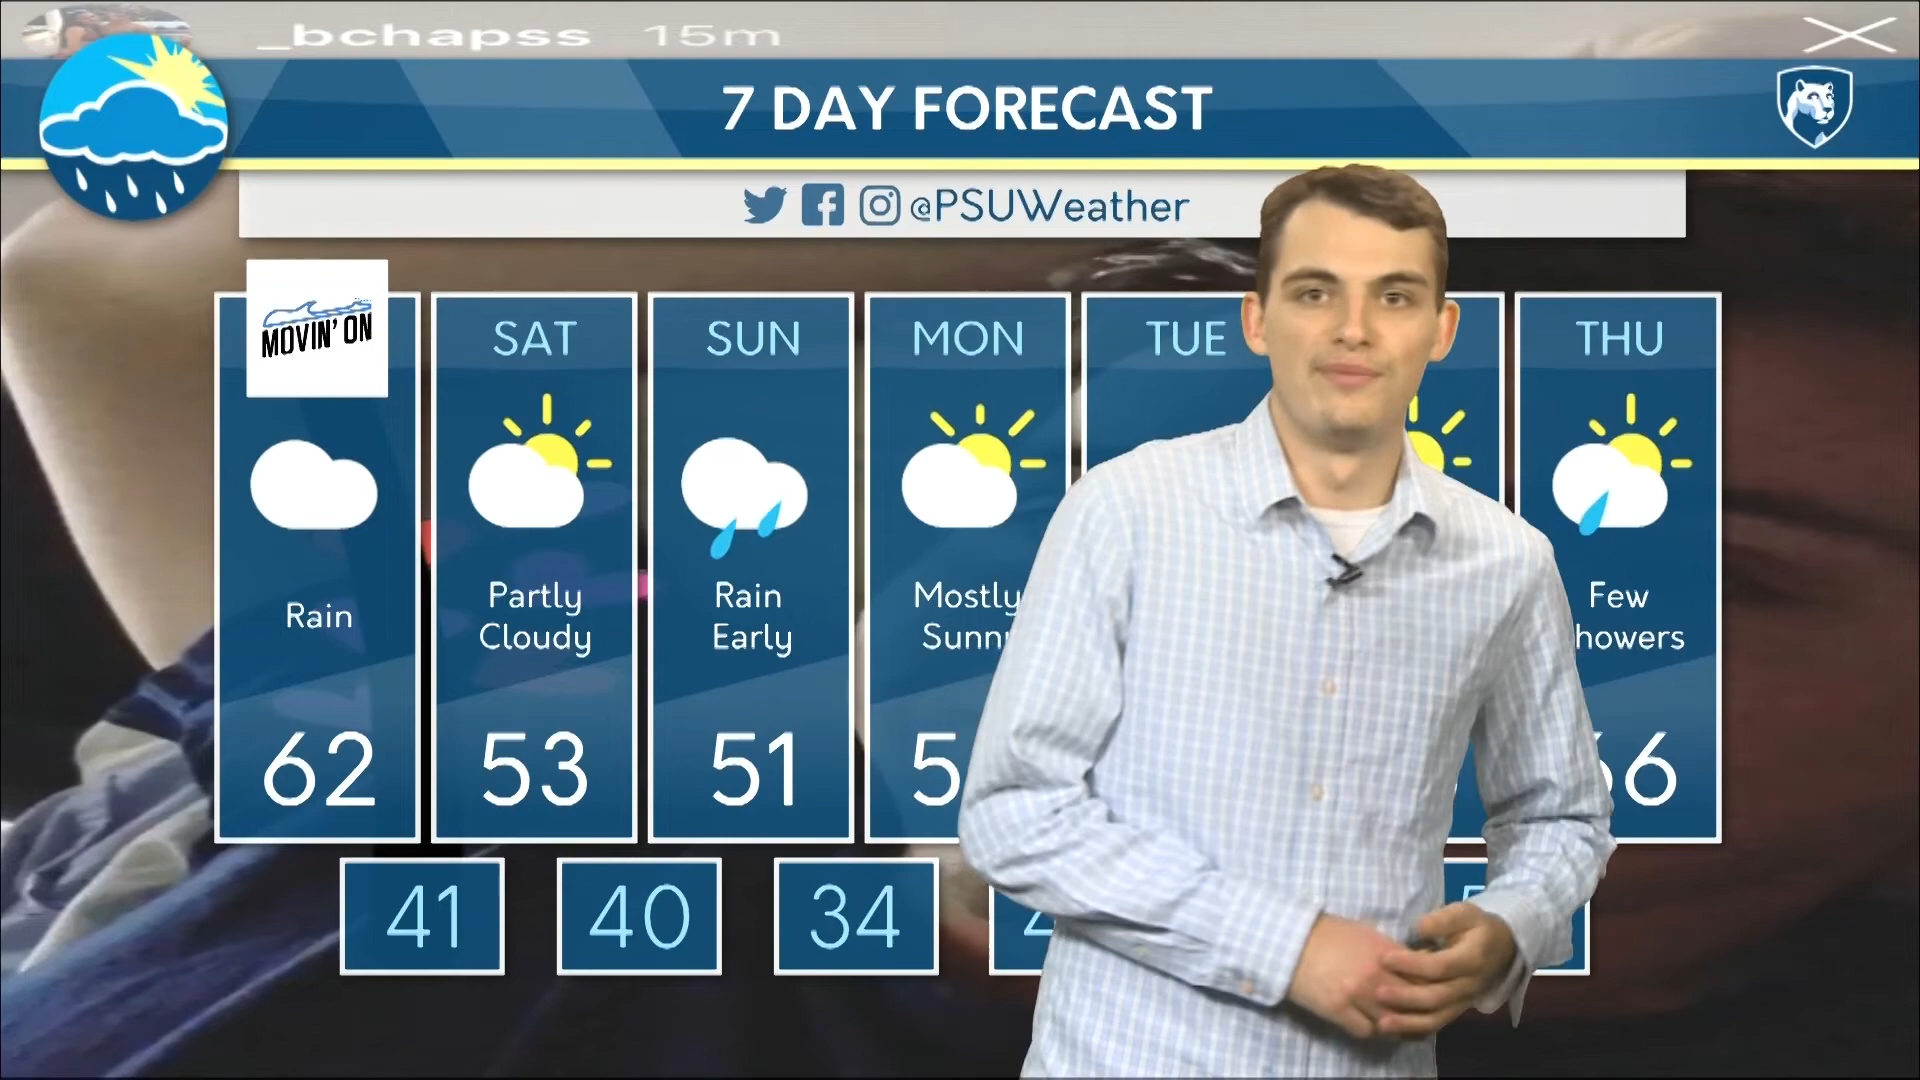 _bchapss 15m
7 DAY FORECAST
@PSUWeather
MOVIN' ON
SAT
SUN
MON
TUE
THU
Rain
Partly
Cloudy
Rain
Early
Mostly
Few
62
53
51
41
40
34